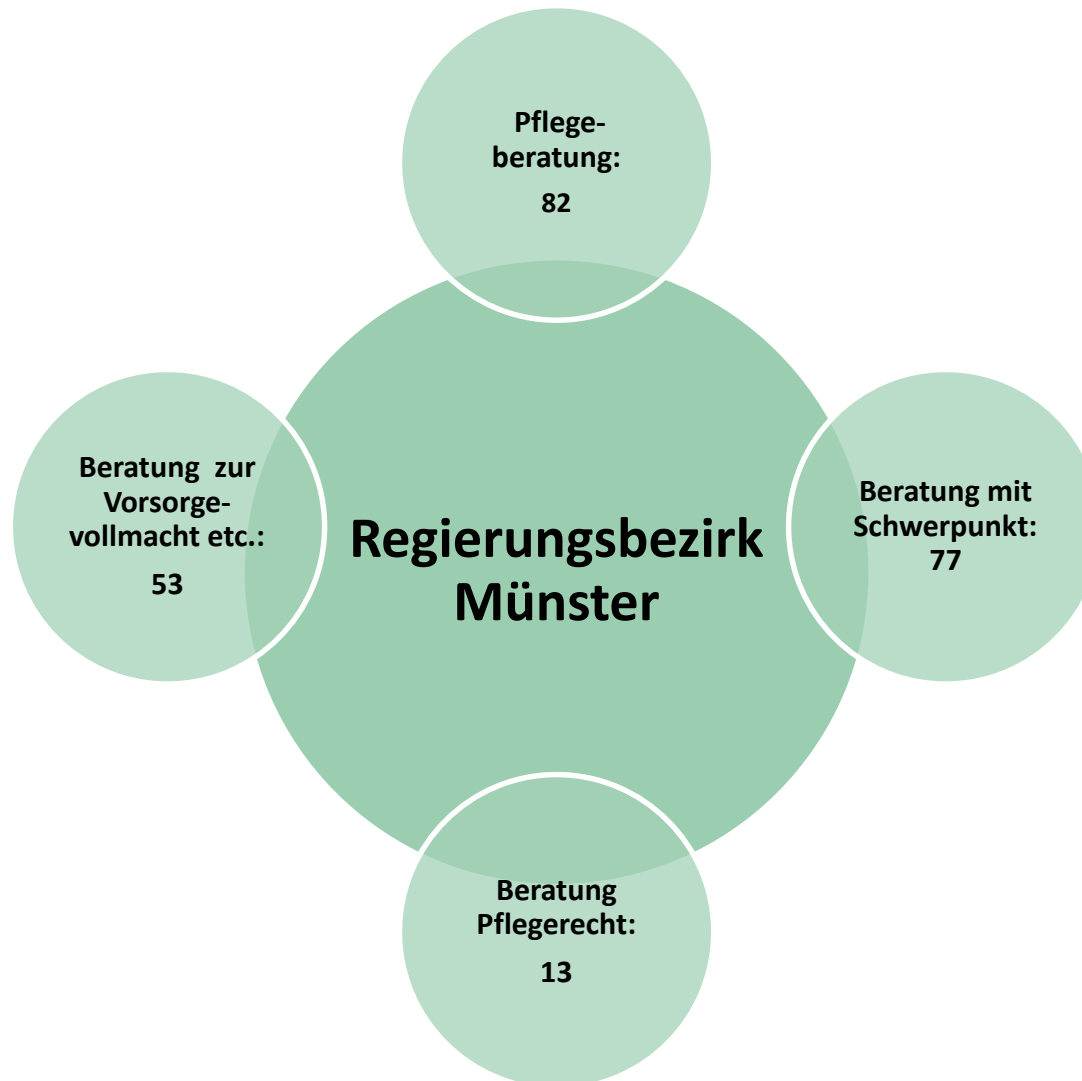 Pflege-
beratung:
82
Beratung zur
Vorsorge-
vollmacht etc.:
53
Regierungsbezirk
Münster
Beratung mit
Schwerpunkt:
77
Beratung
Pflegerecht:
13